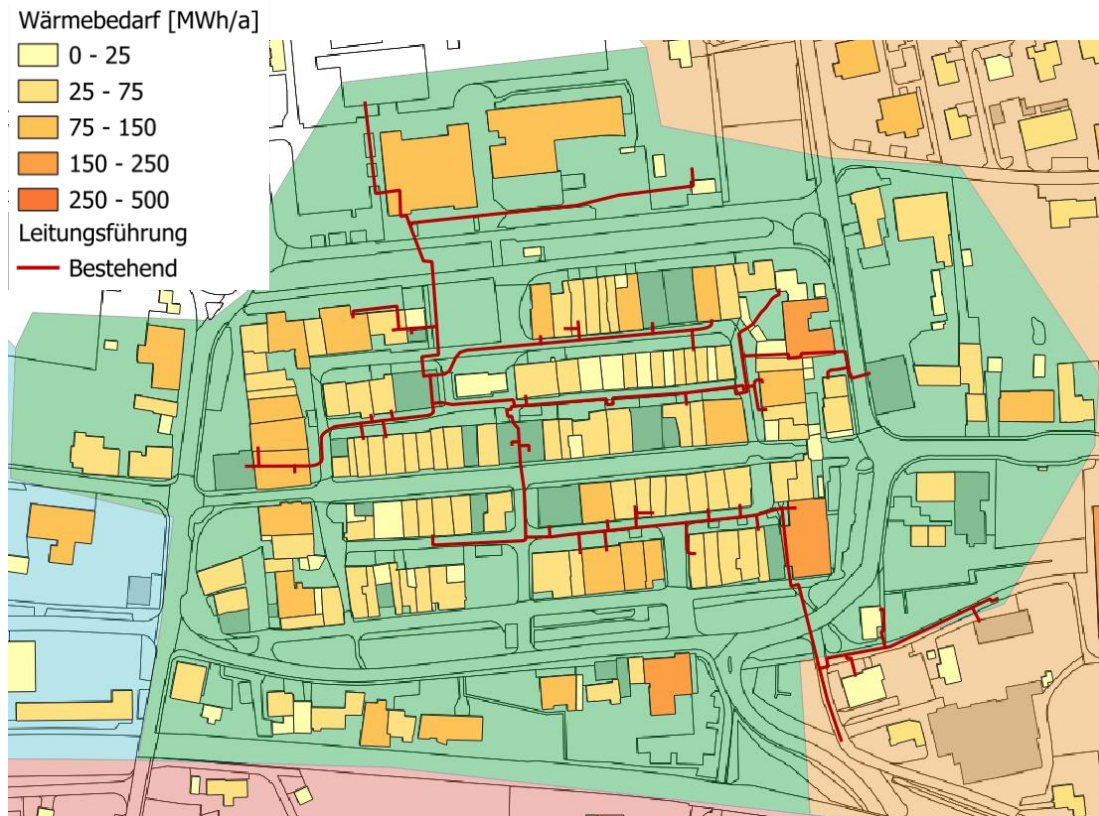 Wärmebedarf [MWh/a]
0 - 25
25 - 75
75 - 150
150 - 250
250 - 500
Leitungsführung
Bestehend